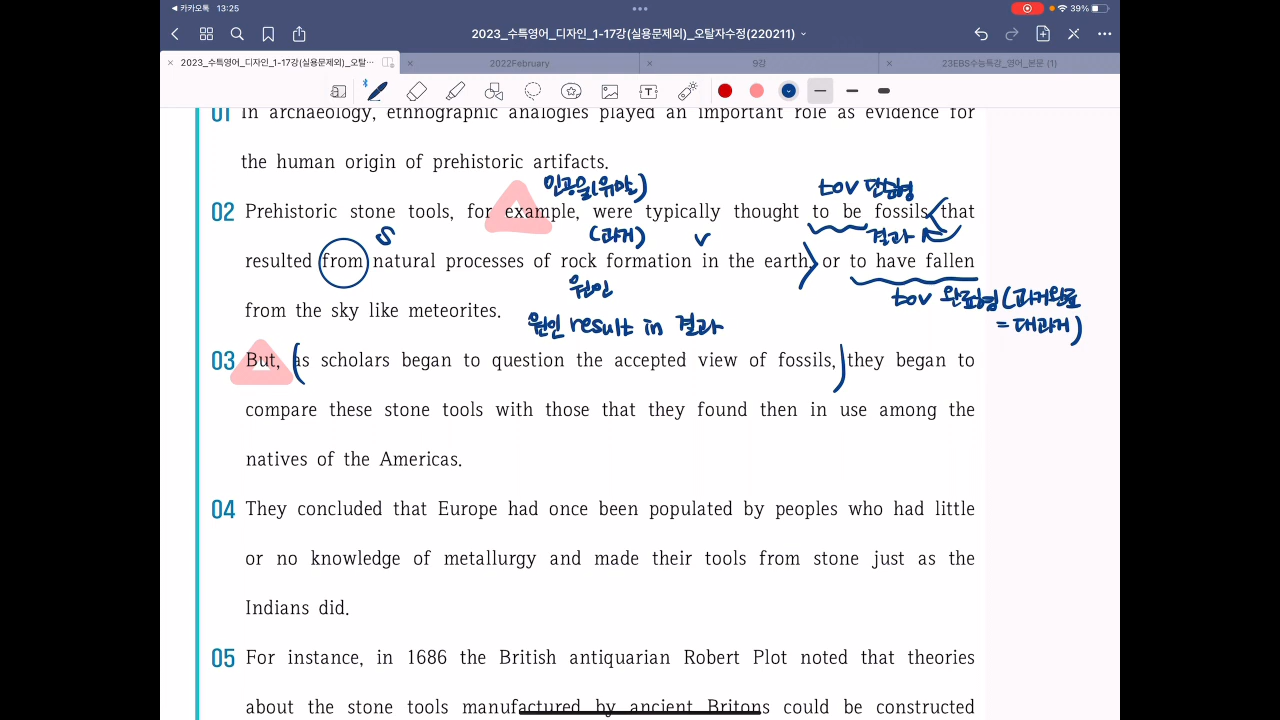 ◀ 카카오톡 13:25
39%
2023_수특영어_디자인_1-17강(실용문제외)_오탈자수정(220211)
2023_수특영어_디자인_1-17강(실용문제외)_오탈···
2022February
9강
23EBS수능특강_영어_본문 (1)
01 In archaeology, ethnographic analogies played an important role as evidence for
the human origin of prehistoric artifacts.
인공물(유물) tov 단순형
02 Prehistoric stone tools, for example, were typically thought to be fossils that
S (과거) v 결과
resulted from natural processes of rock formation in the earth, or to have fallen
원인 tov 완료형(과거완료
from the sky like meteorites.
원인 result in 결과 = 대과거)
03 But, (as scholars began to question the accepted view of fossils,) they began to
compare these stone tools with those that they found then in use among the
natives of the Americas.
04 They concluded that Europe had once been populated by peoples who had little
or no knowledge of metallurgy and made their tools from stone just as the
Indians did.
05 For instance, in 1686 the British antiquarian Robert Plot noted that theories
about the stone tools manufactured by ancient Britons could be constructed